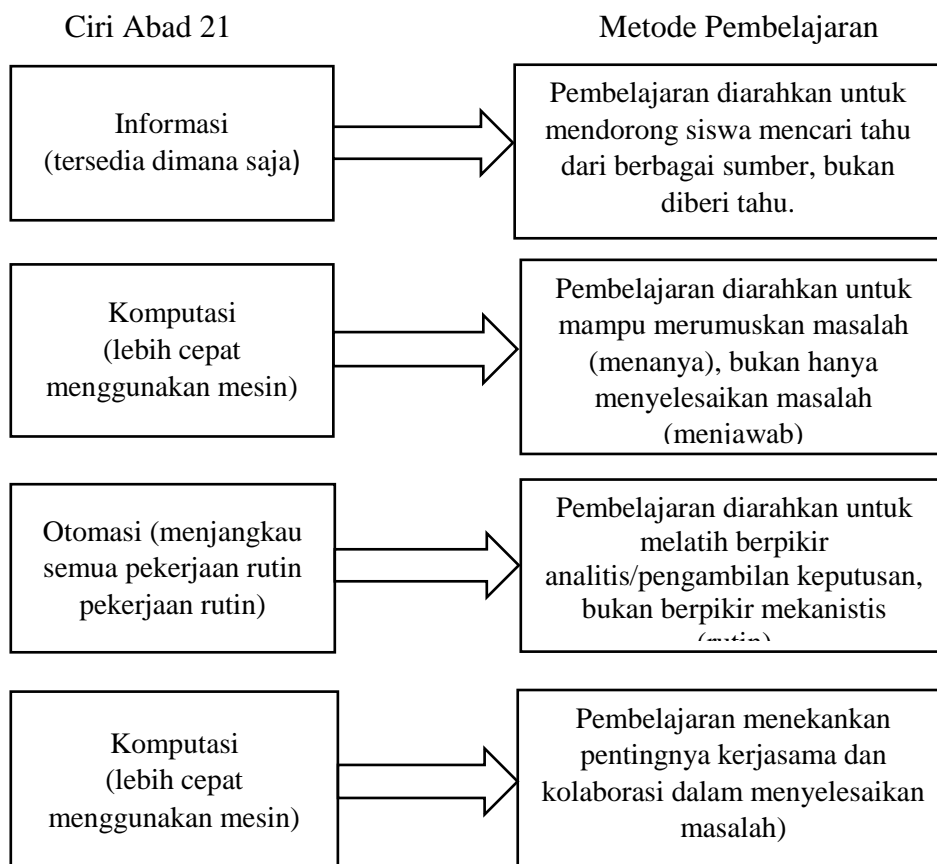 Ciri Abad 21
Metode Pembelajaran
Informasi
(tersedia dimana saja)
Pembelajaran diarahkan untuk
mendorong siswa mencari tahu
dari berbagai sumber, bukan
diberi tahu.
Komputasi
(lebih cepat
menggunakan mesin)
Pembelajaran diarahkan untuk
mampu merumuskan masalah
(menanya), bukan hanya
menyelesaikan masalah
(menjawab)
Otomasi (menjangkau
semua pekerjaan rutin
pekerjaan rutin)
Pembelajaran diarahkan untuk
melatih berpikir
analitis/pengambilan keputusan,
bukan berpikir mekanistis
(rutin)
Komputasi
(lebih cepat
menggunakan mesin)
Pembelajaran menekankan
pentingnya kerjasama dan
kolaborasi dalam menyelesaikan
masalah)